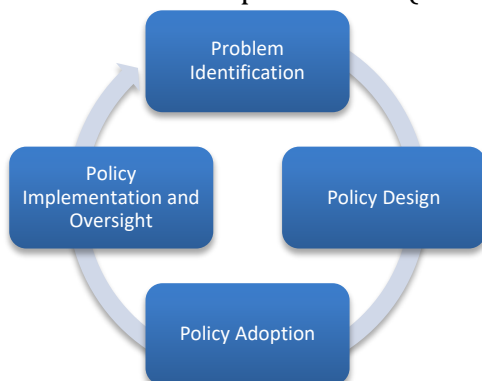 Problem
Identification
Policy
Implementation and
Oversight
Policy Design
Policy Adoption